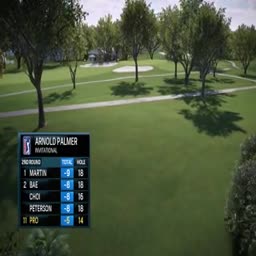 ARNOLD PALMER
INVITATIONAL
2ND ROUND TOTAL HOLE
1 MARTIN -9 18
2 BAE -8 18
CHOI -8 16
PETERSON -8 18
11 PRO -5 14